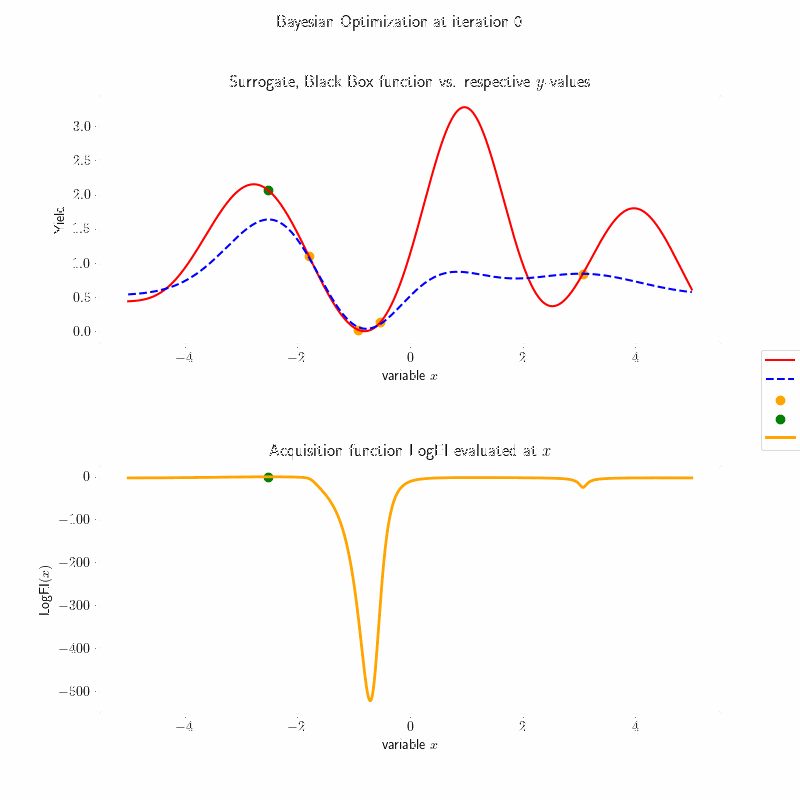 Bayesian Optimization at iteration 0
Surrogate, Black Box function vs. respective y-values
3.0
2.5
2.0
1.5
1.0
0.5
0.0
Yield
−4 −2 0 2 4
variable x
Acquisition function LogEI evaluated at x
0
−100
−200
−300
−400
−500
LogEI(x)
−4 −2 0 2 4
variable x